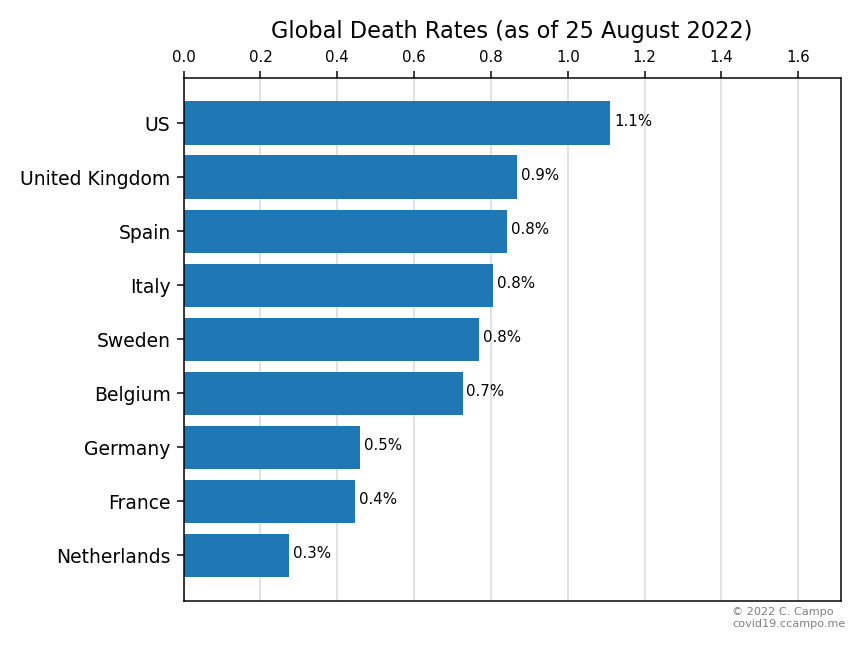 Global Death Rates (as of 25 August 2022)
0.0 0.2 0.4 0.6 0.8 1.0 1.2 1.4 1.6
US 1.1%
United Kingdom 0.9%
Spain 0.8%
Italy 0.8%
Sweden 0.8%
Belgium 0.7%
Germany 0.5%
France 0.4%
Netherlands 0.3%
© 2022 C. Campo
covid19.ccampo.me